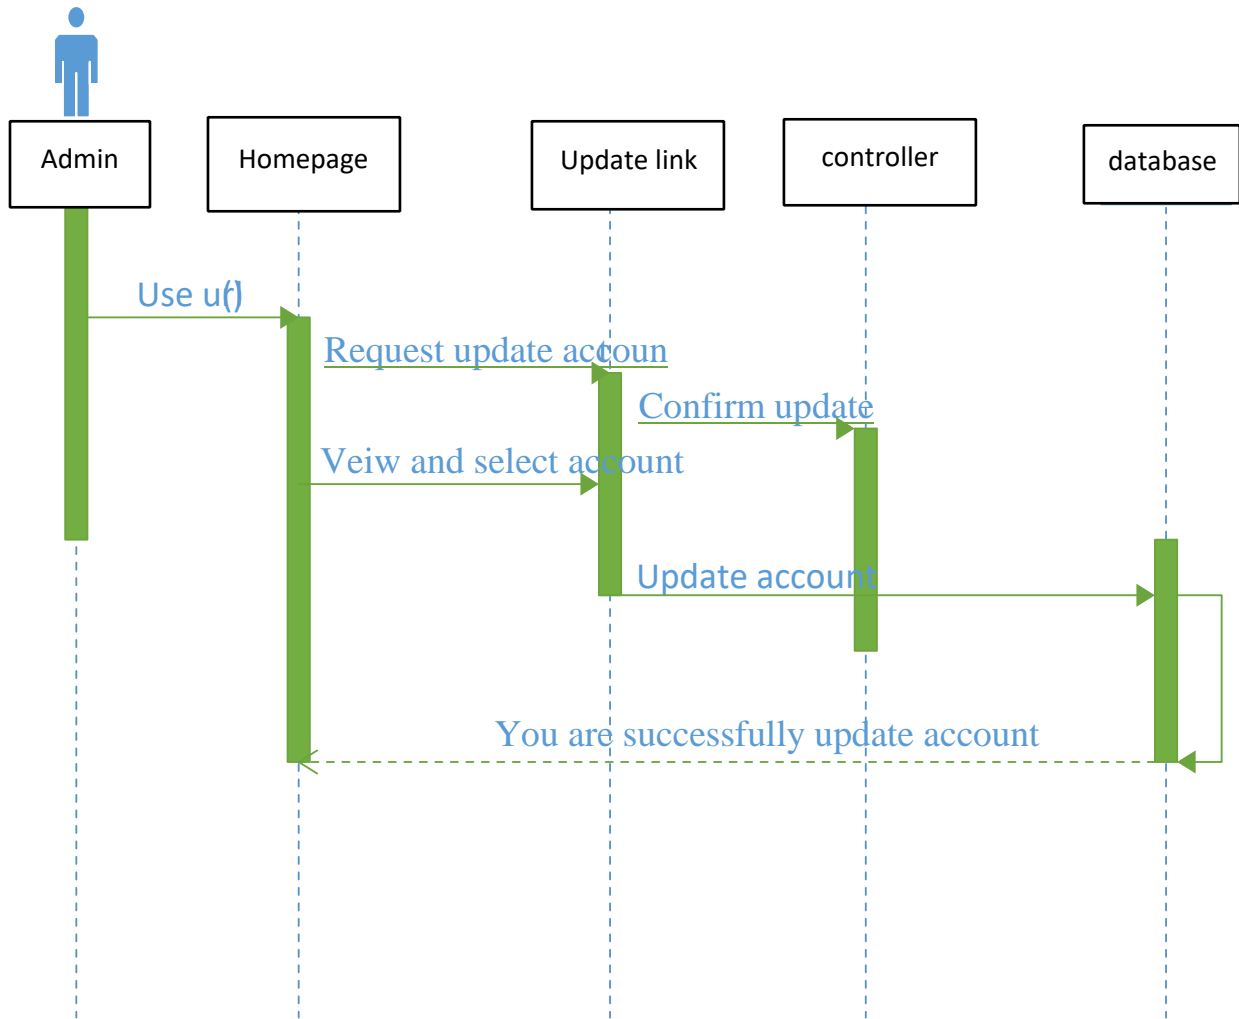 Admin
Homepage
Update link
controller
database
Use url()
Request update accoun
Confirm update
Veiw and select account
Update account
You are successfully update account